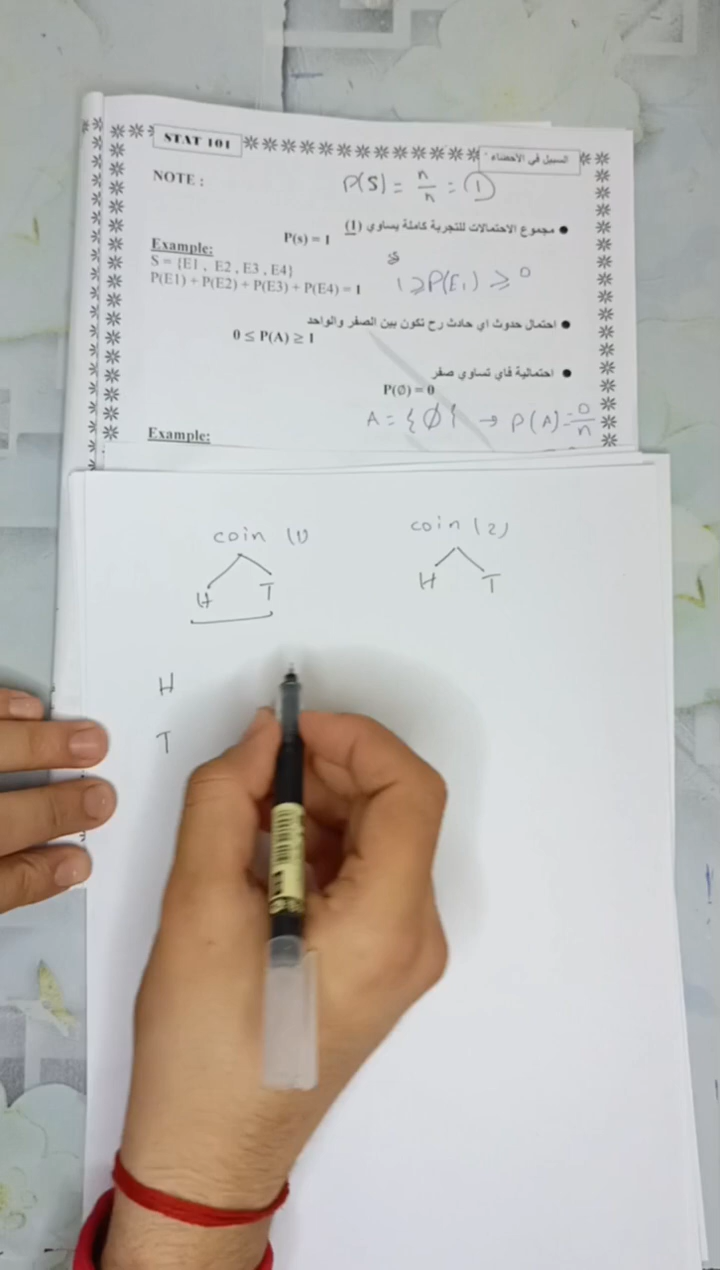 STAT 101
السبيل في الأحصاء
NOTE :
P(S) = n/n = 1
● مجموع الاحتمالات للتجربة كاملة يساوي (1)
P(s) = 1
Example:
S = {E1 , E2 , E3 , E4}
P(E1) + P(E2) + P(E3) + P(E4) = 1
1 ≥ P(E1) ≥ 0
● احتمال حدوث اي حادث رح تكون بين الصفر والواحد
0 ≤ P(A) ≥ 1
● احتمالية فاي تساوي صفر
P(∅) = 0
A = {∅} → P(A) = 0/n
Example:
coin (1) coin (2)
H T H T
H
T